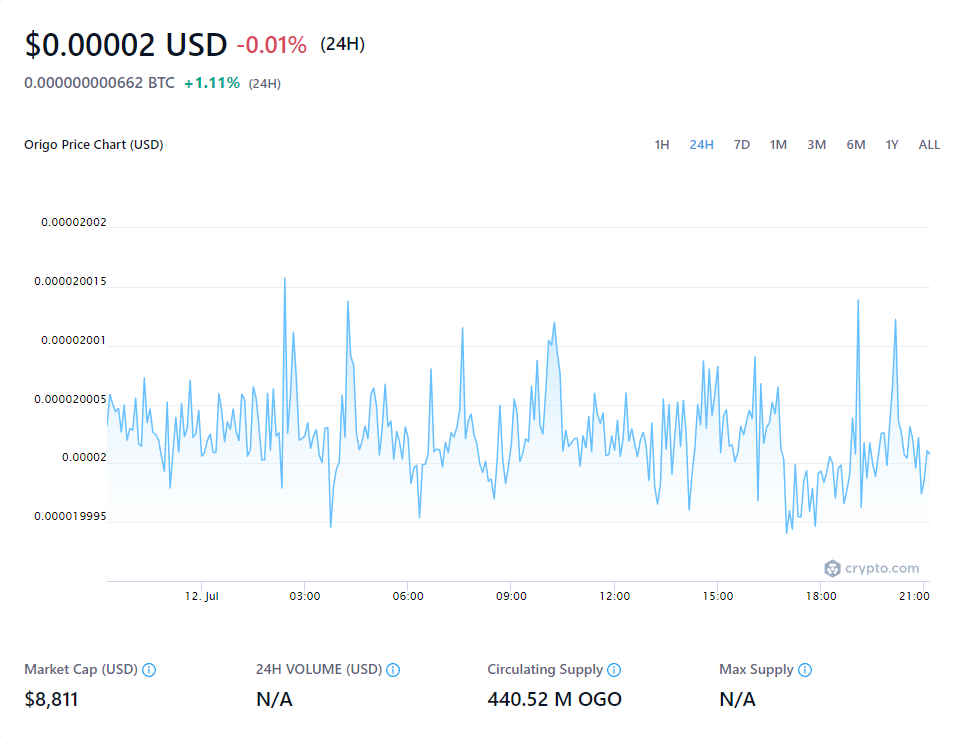 $0.00002 USD -0.01% (24H)
0.000000000662 BTC +1.11% (24H)
Origo Price Chart (USD)
1H 24H 7D 1M 3M 6M 1Y ALL
0.00002002
0.000020015
0.00002001
0.000020005
0.00002
0.000019995
crypto.com
12. Jul 03:00 06:00 09:00 12:00 15:00 18:00 21:00
Market Cap (USD) 24H VOLUME (USD) Circulating Supply Max Supply
$8,811 N/A 440.52 M OGO N/A